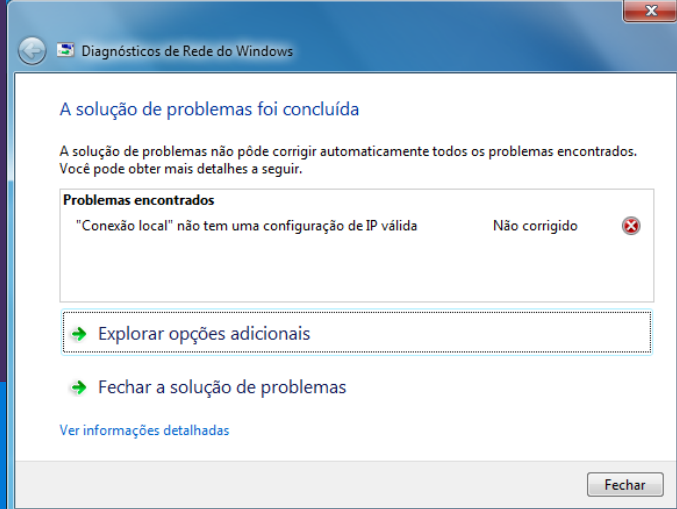 Diagnósticos de Rede do Windows
A solução de problemas foi concluída
A solução de problemas não pôde corrigir automaticamente todos os problemas encontrados.
Você pode obter mais detalhes a seguir.
Problemas encontrados
"Conexão local" não tem uma configuração de IP válida Não corrigido
Explorar opções adicionais
Fechar a solução de problemas
Ver informações detalhadas
Fechar